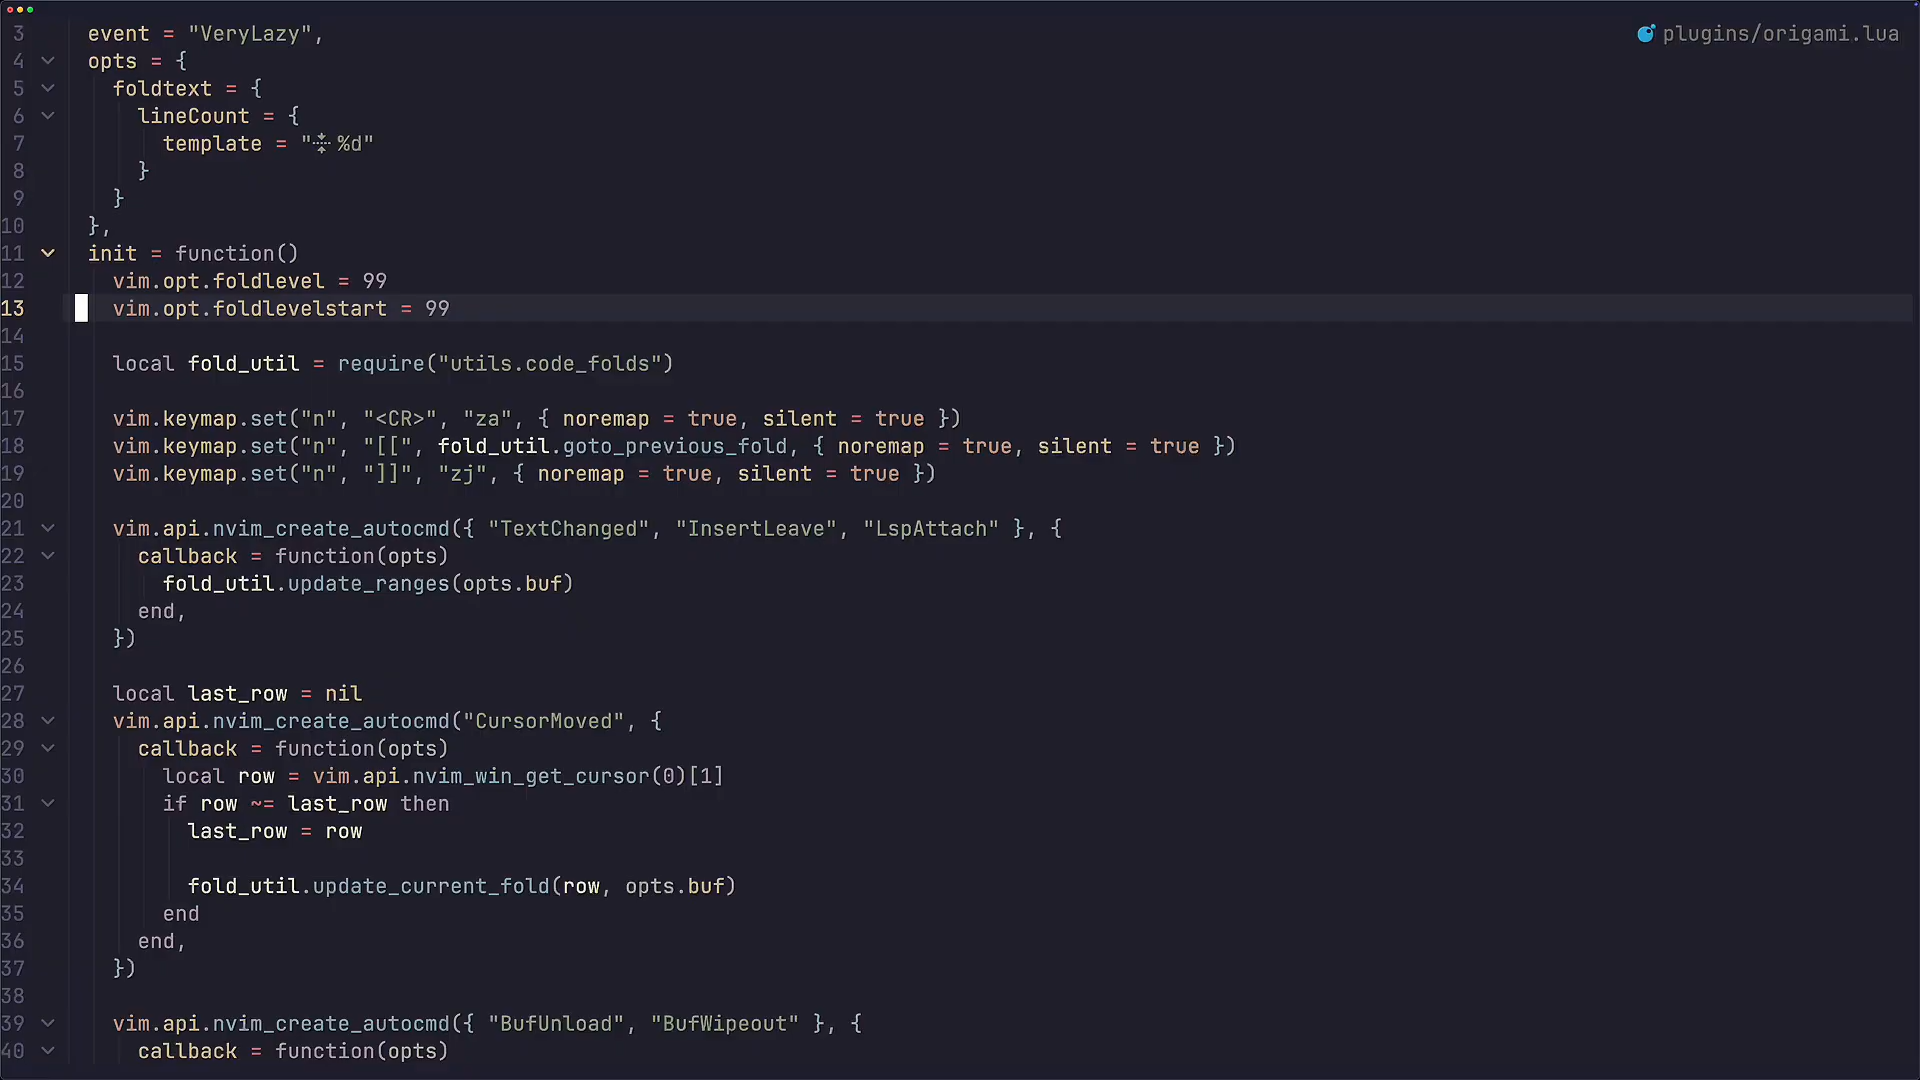 plugins/origami.lua
3 event = "VeryLazy",
4 opts = {
5 foldtext = {
6 lineCount = {
7 template = " %d"
8 }
9 }
10 },
11 init = function()
12 vim.opt.foldlevel = 99
13 vim.opt.foldlevelstart = 99
14
15 local fold_util = require("utils.code_folds")
16
17 vim.keymap.set("n", "<CR>", "za", { noremap = true, silent = true })
18 vim.keymap.set("n", "[[", fold_util.goto_previous_fold, { noremap = true, silent = true })
19 vim.keymap.set("n", "]]", "zj", { noremap = true, silent = true })
20
21 vim.api.nvim_create_autocmd({ "TextChanged", "InsertLeave", "LspAttach" }, {
22 callback = function(opts)
23 fold_util.update_ranges(opts.buf)
24 end,
25 })
26
27 local last_row = nil
28 vim.api.nvim_create_autocmd("CursorMoved", {
29 callback = function(opts)
30 local row = vim.api.nvim_win_get_cursor(0)[1]
31 if row ~= last_row then
32 last_row = row
33
34 fold_util.update_current_fold(row, opts.buf)
35 end
36 end,
37 })
38
39 vim.api.nvim_create_autocmd({ "BufUnload", "BufWipeout" }, {
40 callback = function(opts)